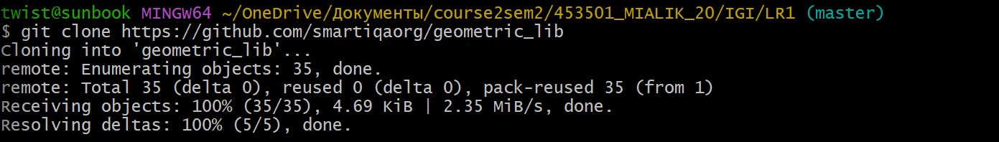 twist@sunbook MINGW64 ~/OneDrive/Документы/course2sem2/453501_MIALIK_20/IGI/LR1 (master)
$ git clone https://github.com/smartiqaorg/geometric_lib
Cloning into 'geometric_lib'...
remote: Enumerating objects: 35, done.
remote: Total 35 (delta 0), reused 0 (delta 0), pack-reused 35 (from 1)
Receiving objects: 100% (35/35), 4.69 KiB | 2.35 MiB/s, done.
Resolving deltas: 100% (5/5), done.